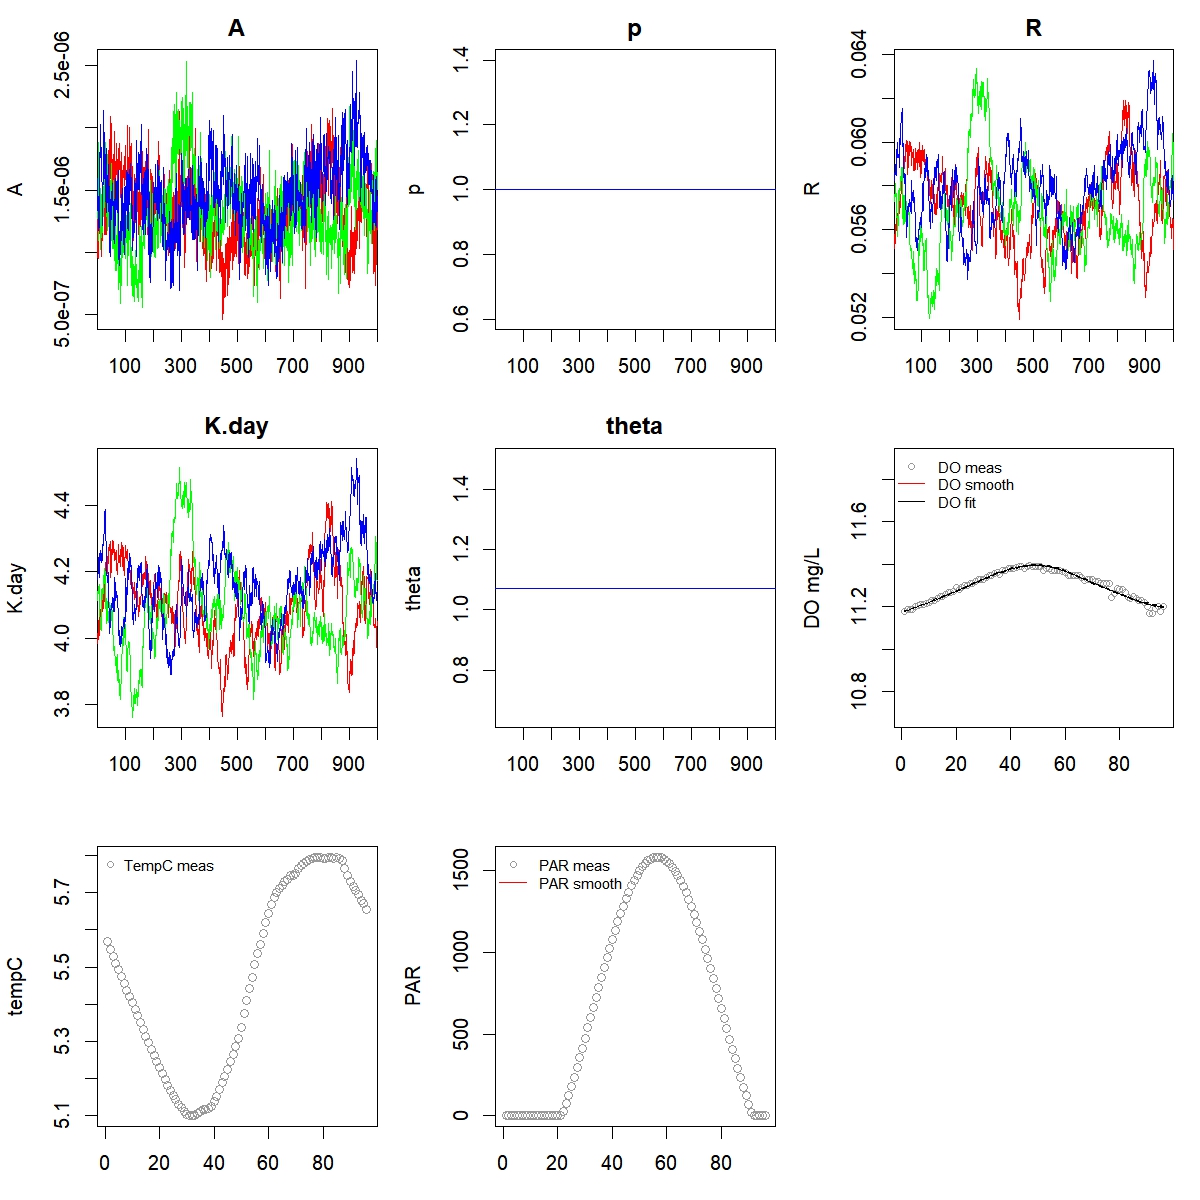 A
p
R
A
5.0e-07 1.5e-06 2.5e-06
100 300 500 700 900
p
0.6 0.8 1.0 1.2 1.4
100 300 500 700 900
R
0.052 0.056 0.060 0.064
100 300 500 700 900
K.day
theta
K.day
3.8 4.0 4.2 4.4
100 300 500 700 900
theta
0.8 1.0 1.2 1.4
100 300 500 700 900
DO mg/L
10.8 11.2 11.6
DO meas
DO smooth
DO fit
0 20 40 60 80
tempC
5.1 5.3 5.5 5.7
TempC meas
0 20 40 60 80
PAR
0 500 1000 1500
PAR meas
PAR smooth
0 20 40 60 80